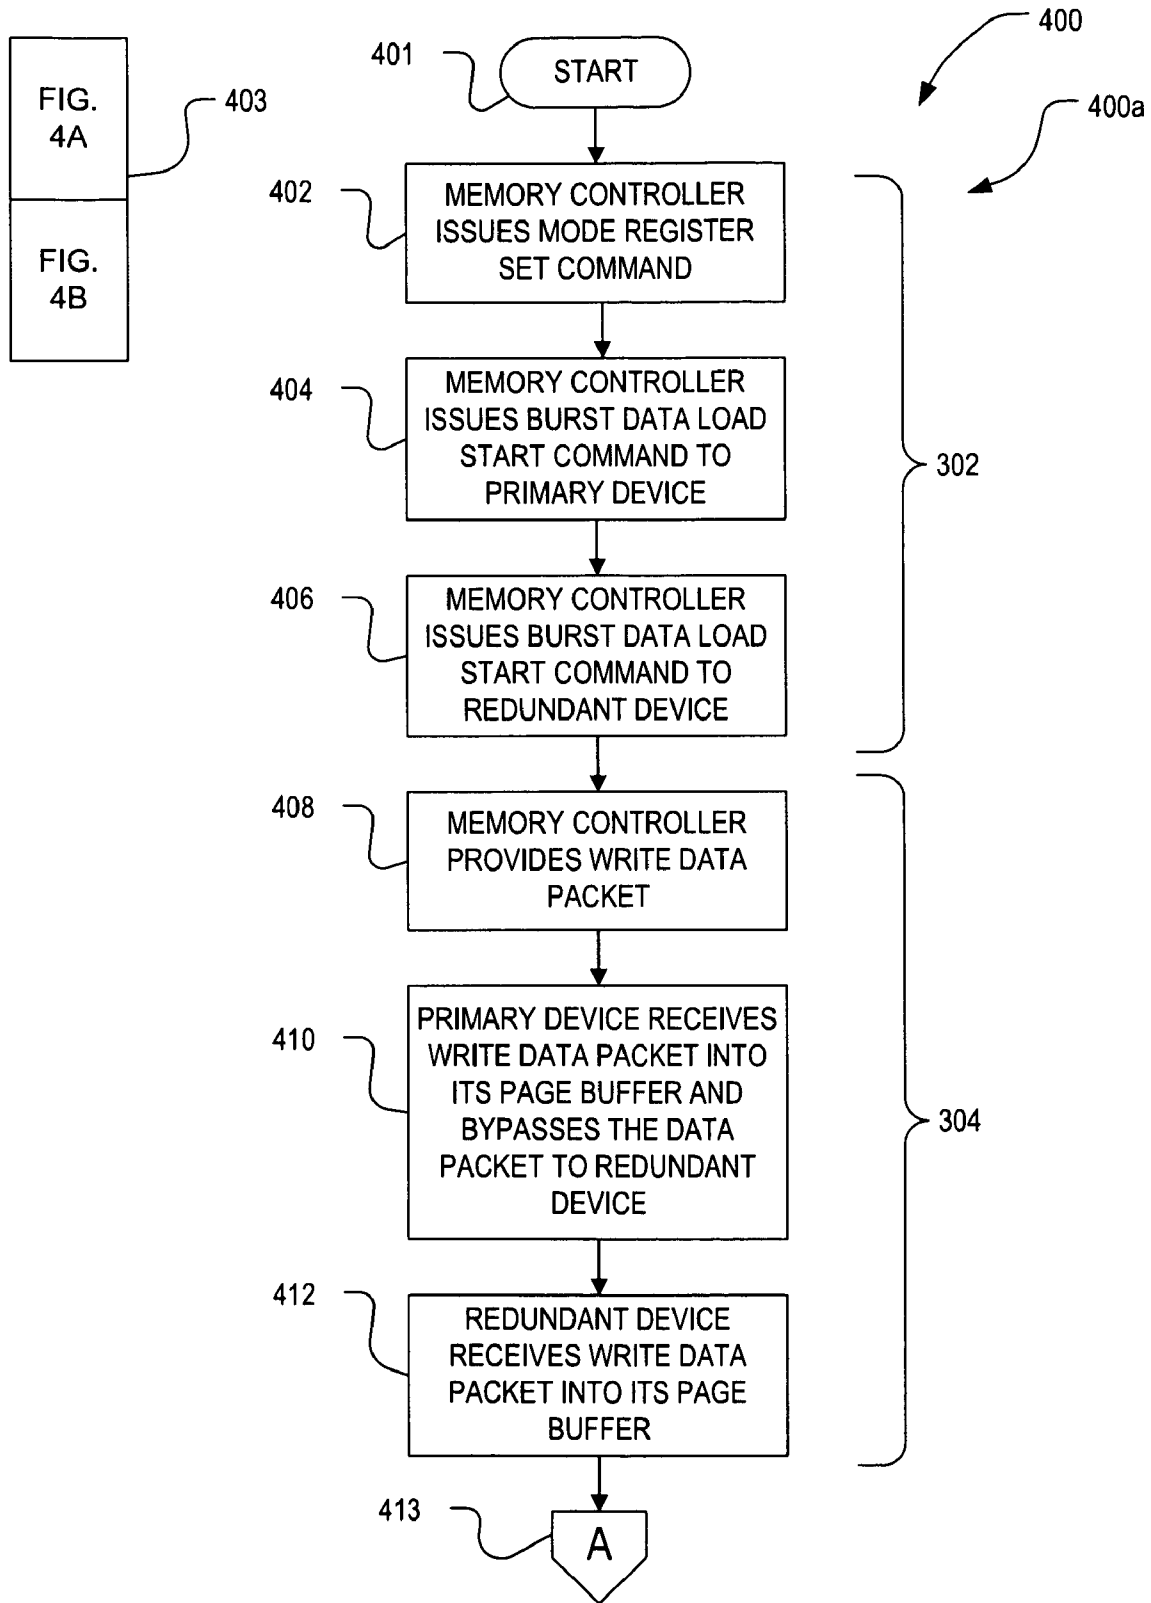 400
401
START
FIG.
4A
403
400a
FIG.
4B
402
MEMORY CONTROLLER
ISSUES MODE REGISTER
SET COMMAND
404
MEMORY CONTROLLER
ISSUES BURST DATA LOAD
START COMMAND TO
PRIMARY DEVICE
302
406
MEMORY CONTROLLER
ISSUES BURST DATA LOAD
START COMMAND TO
REDUNDANT DEVICE
408
MEMORY CONTROLLER
PROVIDES WRITE DATA
PACKET
410
PRIMARY DEVICE RECEIVES
WRITE DATA PACKET INTO
ITS PAGE BUFFER AND
BYPASSES THE DATA
PACKET TO REDUNDANT
DEVICE
304
412
REDUNDANT DEVICE
RECEIVES WRITE DATA
PACKET INTO ITS PAGE
BUFFER
413
A